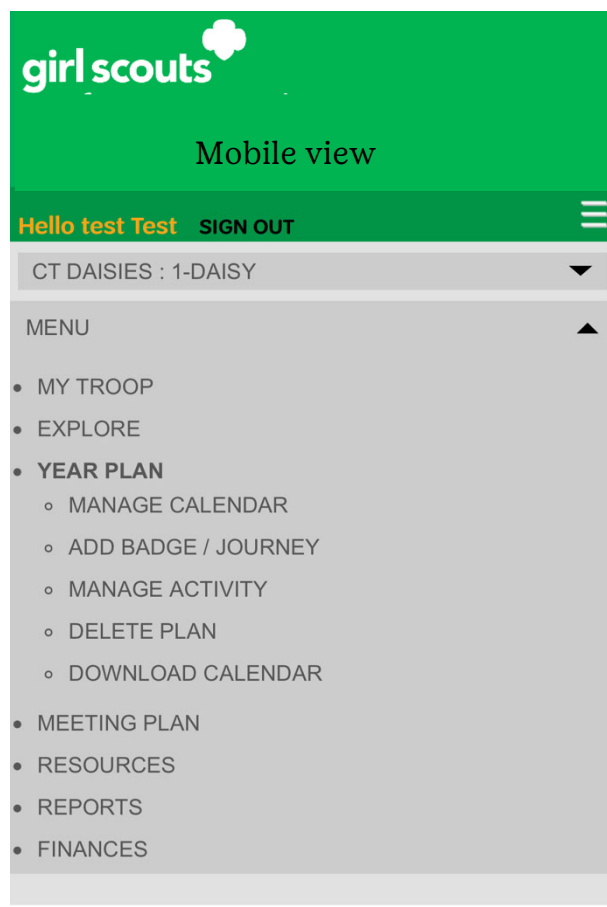 girl scouts
Mobile view
Hello test Test SIGN OUT
CT DAISIES : 1-DAISY
MENU
MY TROOP
EXPLORE
YEAR PLAN
MANAGE CALENDAR
ADD BADGE / JOURNEY
MANAGE ACTIVITY
DELETE PLAN
DOWNLOAD CALENDAR
MEETING PLAN
RESOURCES
REPORTS
FINANCES